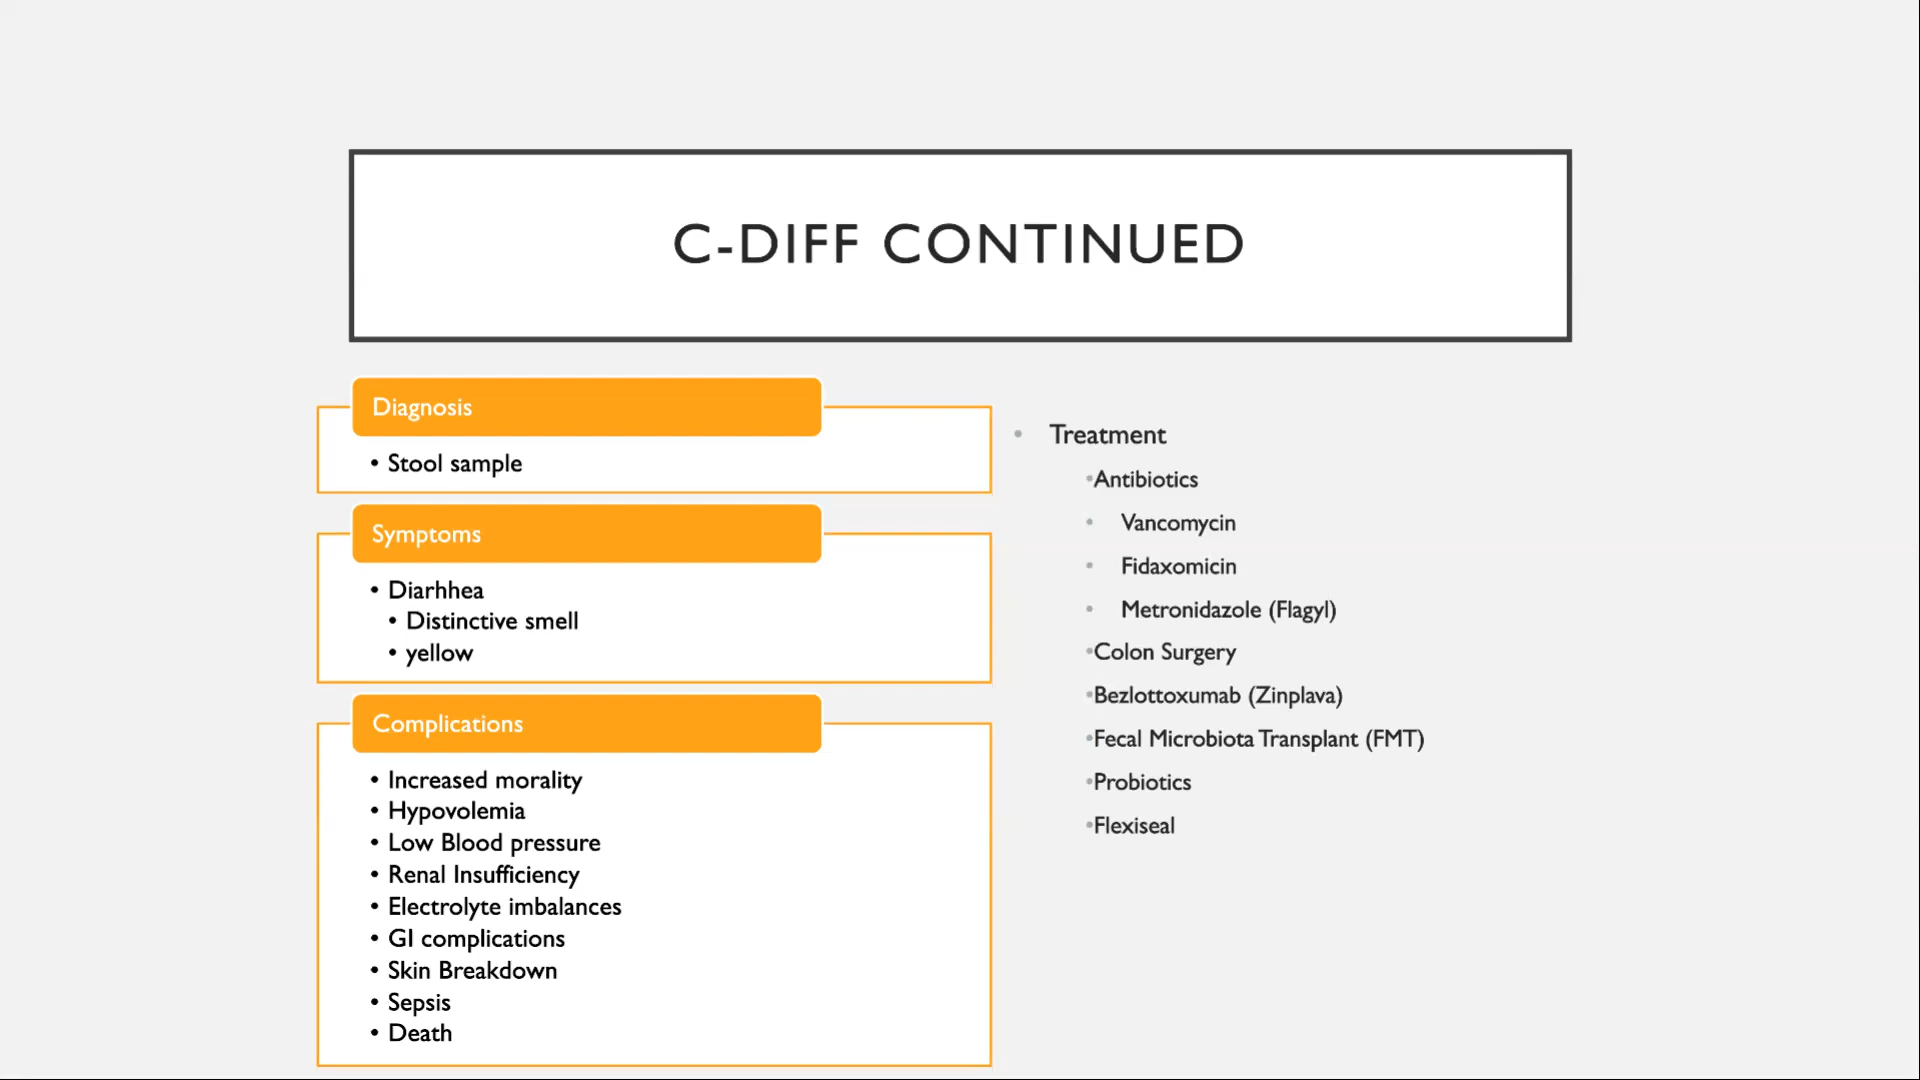 C-DIFF CONTINUED
Diagnosis
• Stool sample
Symptoms
• Diarhhea
• Distinctive smell
• yellow
Complications
• Increased morality
• Hypovolemia
• Low Blood pressure
• Renal Insufficiency
• Electrolyte imbalances
• GI complications
• Skin Breakdown
• Sepsis
• Death
• Treatment
•Antibiotics
• Vancomycin
• Fidaxomicin
• Metronidazole (Flagyl)
•Colon Surgery
•Bezlottoxumab (Zinplava)
•Fecal Microbiota Transplant (FMT)
•Probiotics
•Flexiseal